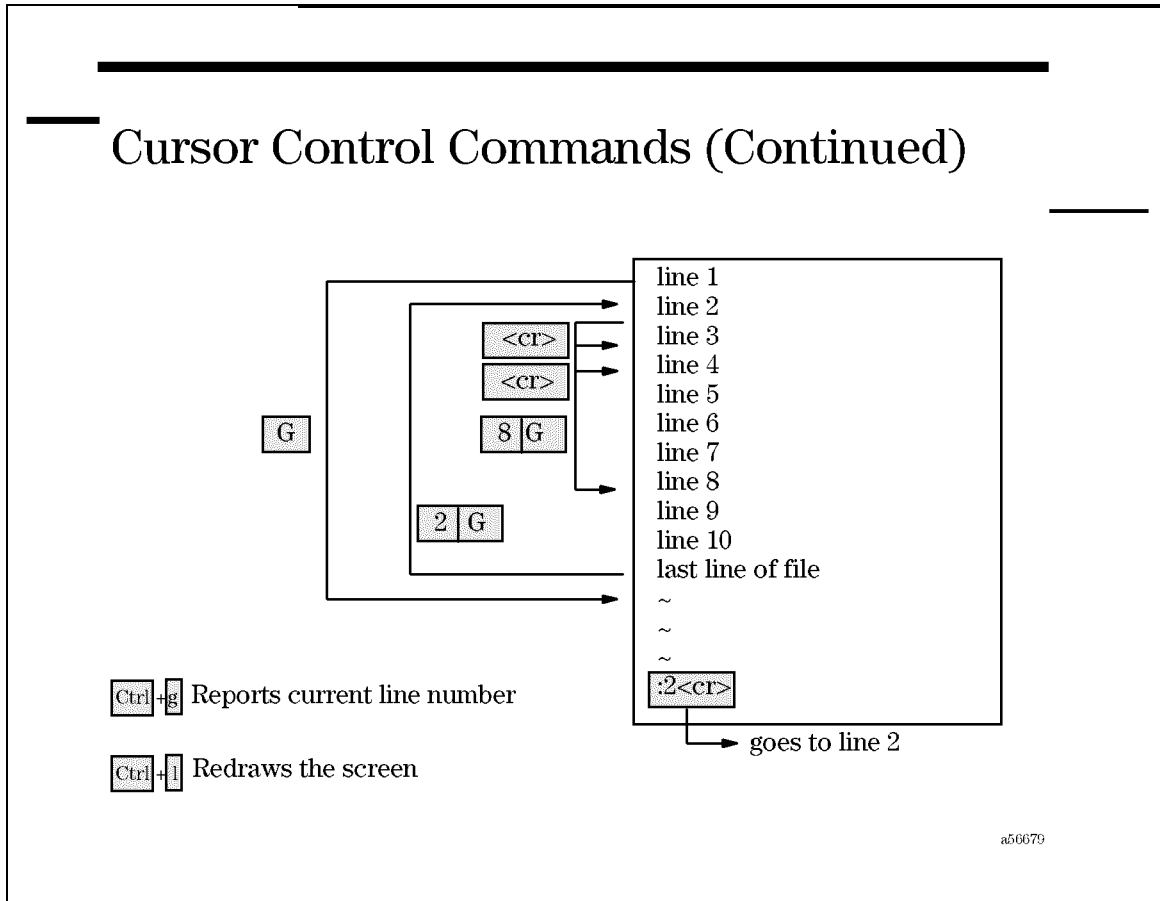 Cursor Control Commands (Continued)
line 1
line 2
<cr>
line 3
line 4
<cr>
line 5
line 6
G
8 G
line 7
line 8
line 9
2 G
line 10
last line of file
~
~
~
:2<cr>
Ctrl+g Reports current line number
goes to line 2
Ctrl+l Redraws the screen
a56679